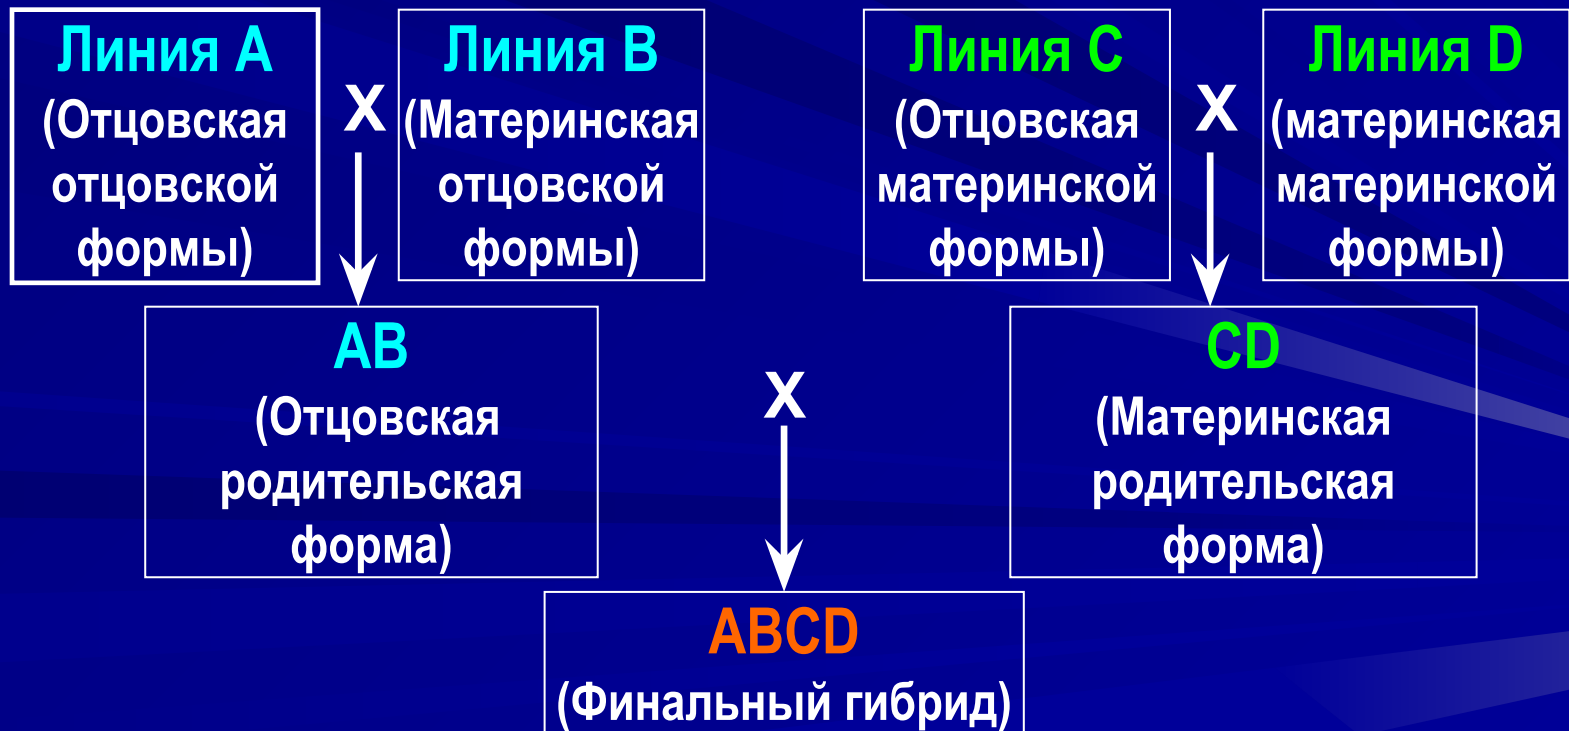 Линия A
(Отцовская
отцовской
формы)
X
Линия B
(Материнская
отцовской
формы)
Линия C
(Отцовская
материнской
формы)
X
Линия D
(материнская
материнской
формы)
AB
(Отцовская
родительская
форма)
X
CD
(Материнская
родительская
форма)
ABCD
(Финальный гибрид)